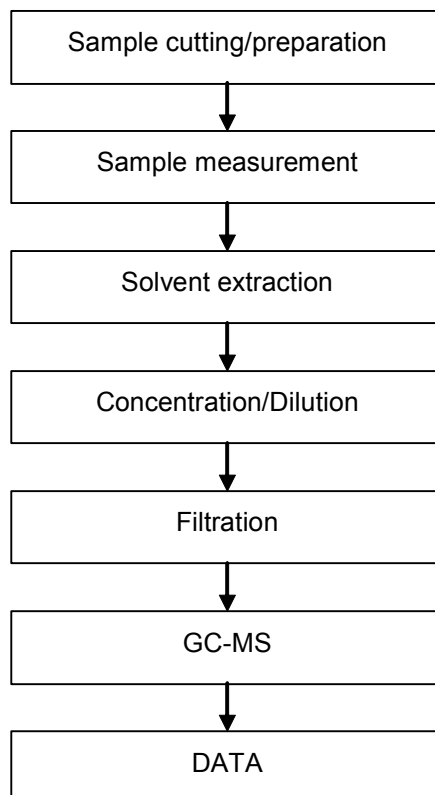 Sample cutting/preparation
Sample measurement
Solvent extraction
Concentration/Dilution
Filtration
GC-MS
DATA